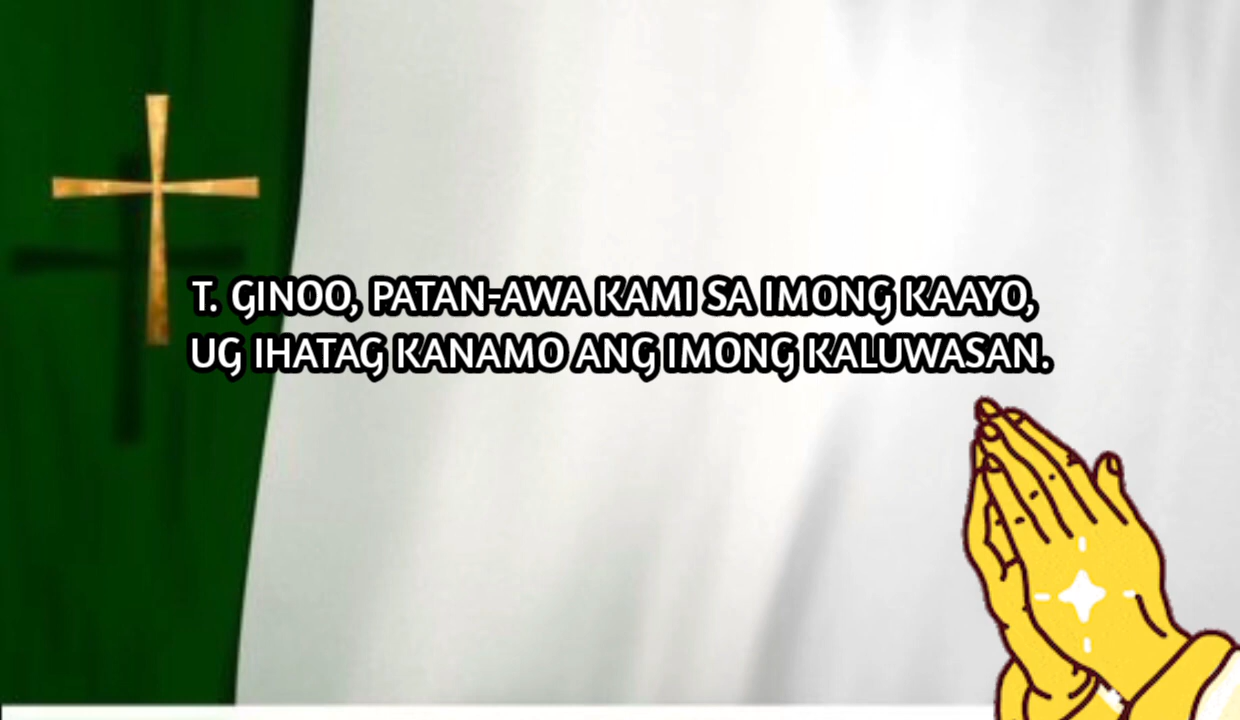 T. GINOO, PATAN-AWA KAMI SA IMONG KAAYO,
UG IHATAG KANAMO ANG IMONG KALUWASAN.